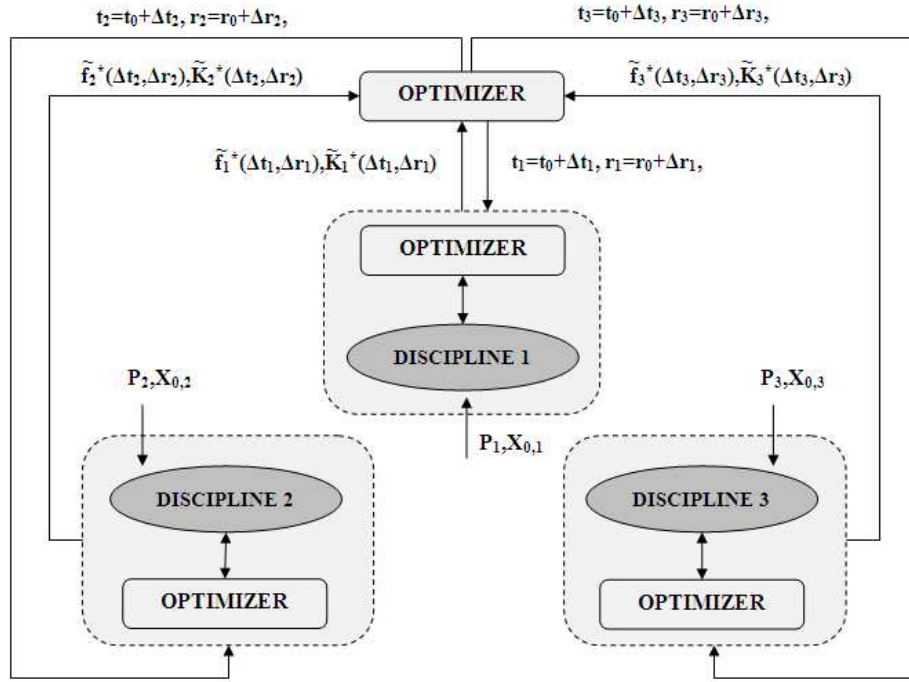 t₂=t₀+Δt₂, r₂=r₀+Δr₂,
t₃=t₀+Δt₃, r₃=r₀+Δr₃,
f̃₂*(Δt₂,Δr₂),K̃₂*(Δt₂,Δr₂)
OPTIMIZER
f̃₃*(Δt₃,Δr₃),K̃₃*(Δt₃,Δr₃)
f̃₁*(Δt₁,Δr₁),K̃₁*(Δt₁,Δr₁)
t₁=t₀+Δt₁, r₁=r₀+Δr₁,
OPTIMIZER
DISCIPLINE 1
P₂,X₀,₂
P₃,X₀,₃
P₁,X₀,₁
DISCIPLINE 2
DISCIPLINE 3
OPTIMIZER
OPTIMIZER